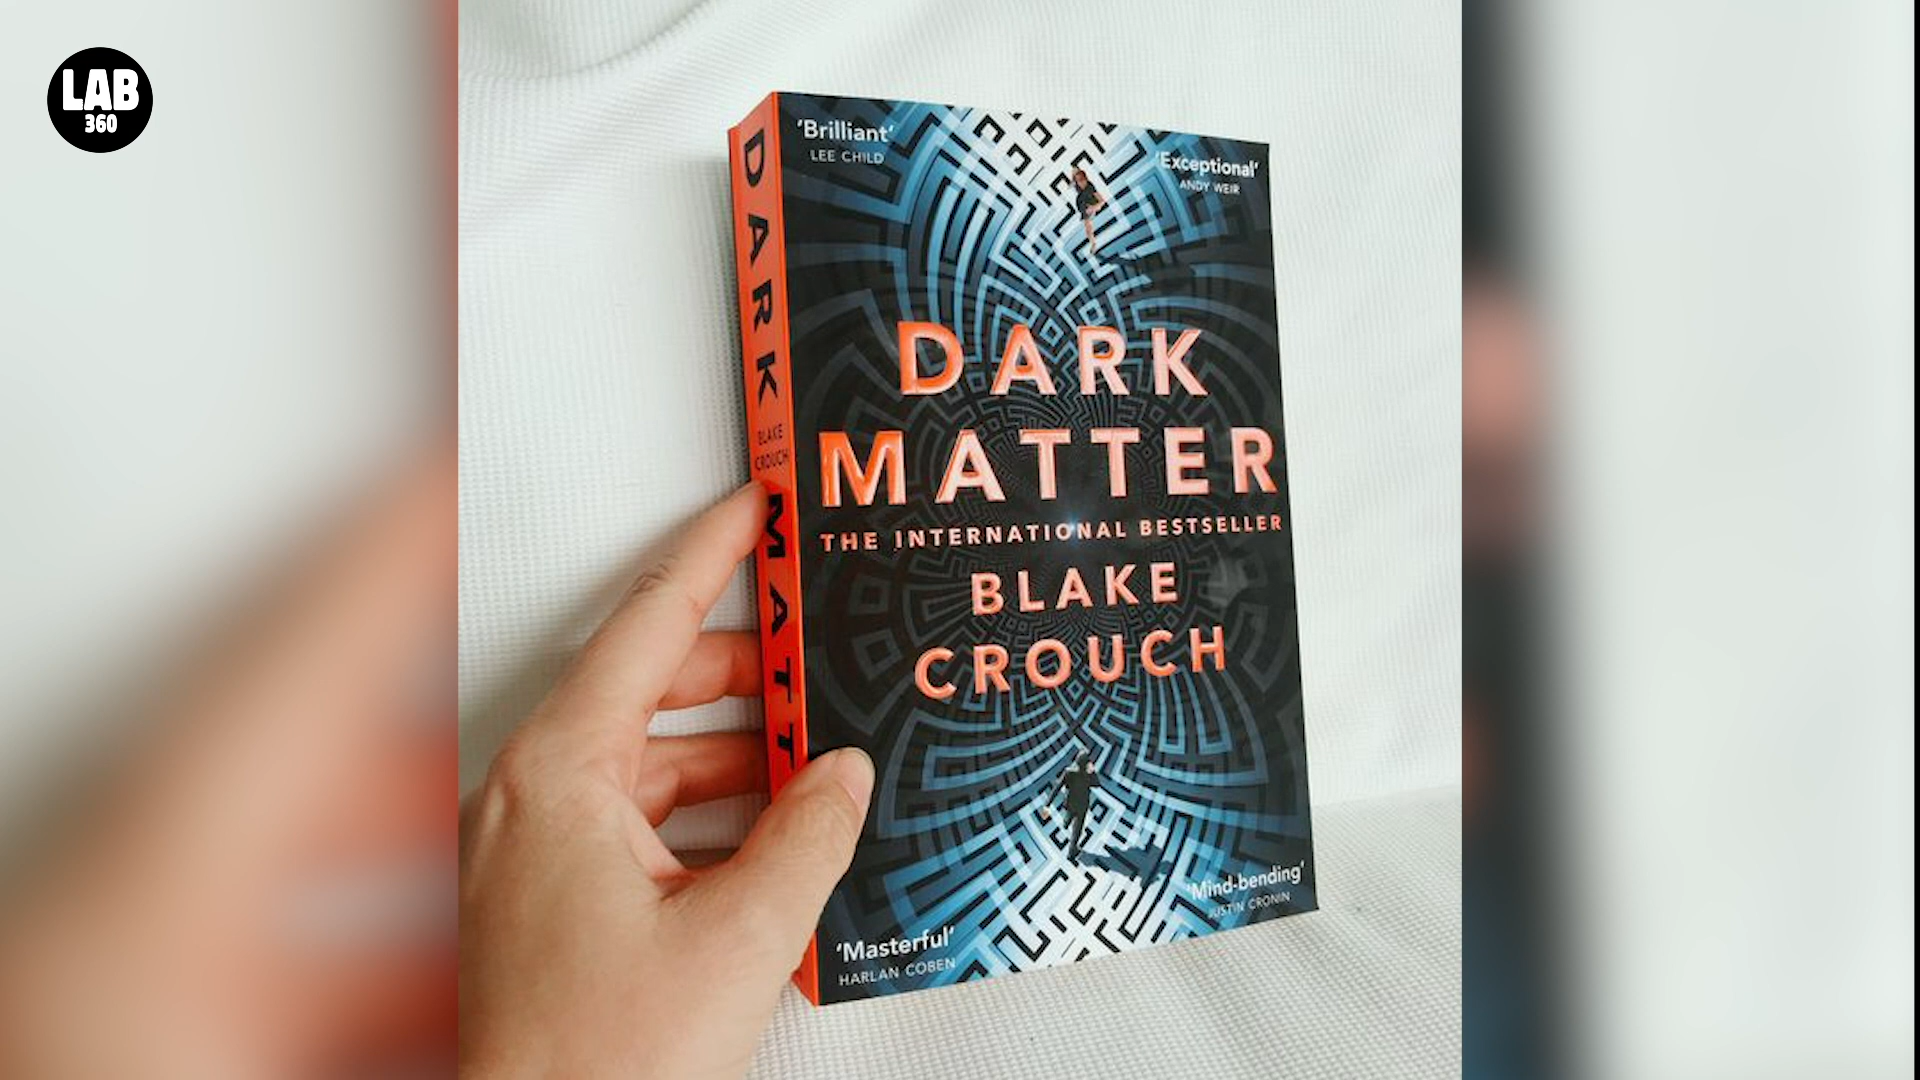 LAB
360
DARK
BLAKE
CROUCH
MATT
'Brilliant'
LEE CHILD
'Exceptional'
ANDY WEIR
DARK
MATTER
THE INTERNATIONAL BESTSELLER
BLAKE
CROUCH
'Mind-bending'
JUSTIN CRONIN
'Masterful'
HARLAN COBEN